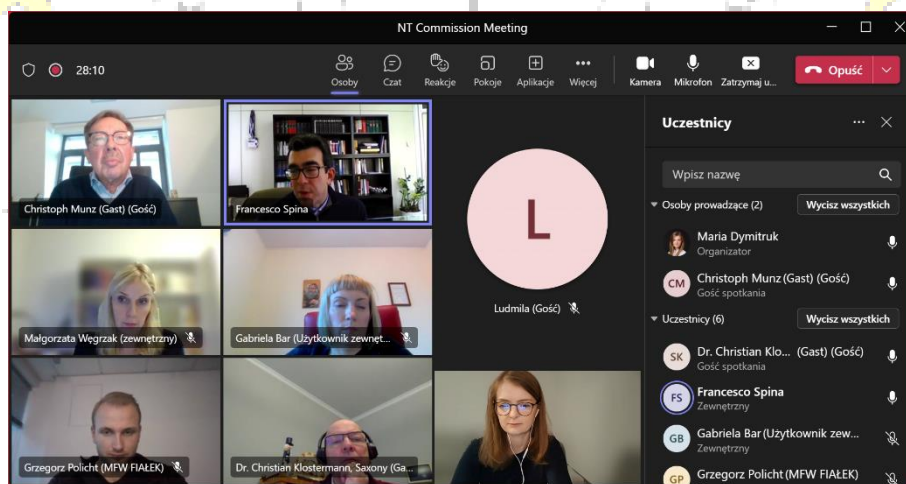 NT Commission Meeting
28:10
Osoby
Czat
Reakcje
Pokoje
Aplikacje
Więcej
Kamera
Mikrofon
Zatrzymaj u...
Opuść
Christoph Munz (Gast) (Gość)
Francesco Spina
L
Ludmila (Gość)
Małgorzata Węgrzak (zewnętrzny)
Gabriela Bar (Użytkownik zewnęt...
Grzegorz Policht (MFW FIAŁEK)
Dr. Christian Klostermann, Saxony (Ga...
Uczestnicy
Wpisz nazwę
Osoby prowadzące (2)
Wycisz wszystkich
Maria Dymitruk
Organizator
CM
Christoph Munz (Gast) (Gość)
Gość spotkania
Uczestnicy (6)
Wycisz wszystkich
SK
Dr. Christian Klo... (Gast) (Gość)
Gość spotkania
FS
Francesco Spina
Zewnętrzny
GB
Gabriela Bar (Użytkownik zew...
Zewnętrzny
GP
Grzegorz Policht (MFW FIAŁEK)